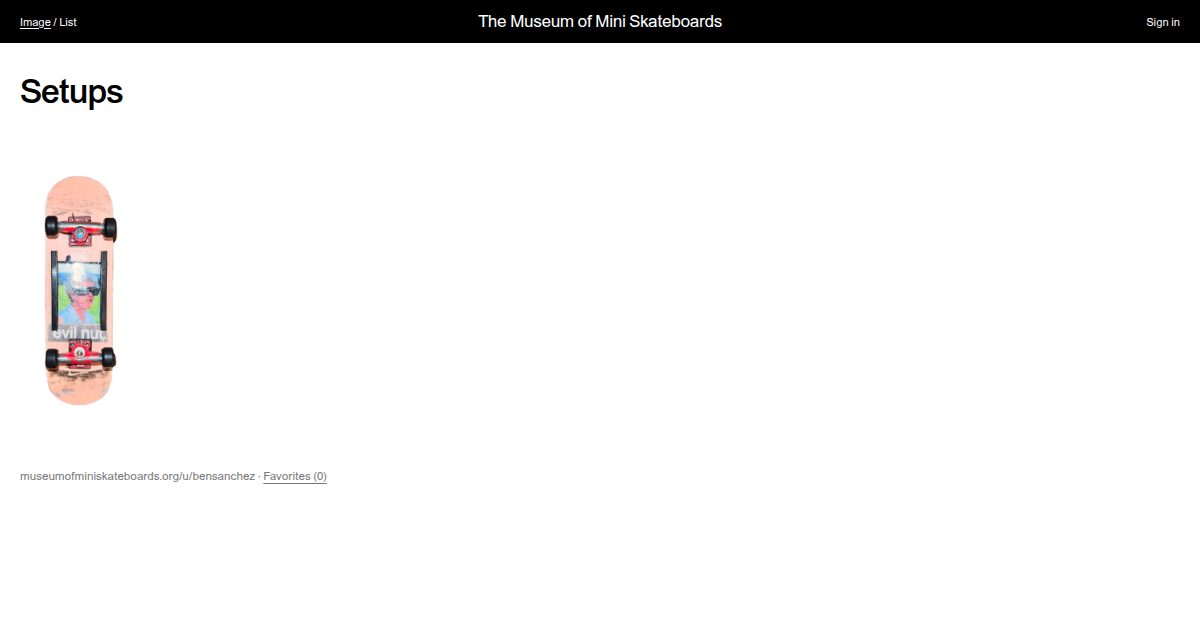 Image / List
The Museum of Mini Skateboards
Sign in
Setups
evil nut
museumofminiskateboards.org/u/bensanchez · Favorites (0)